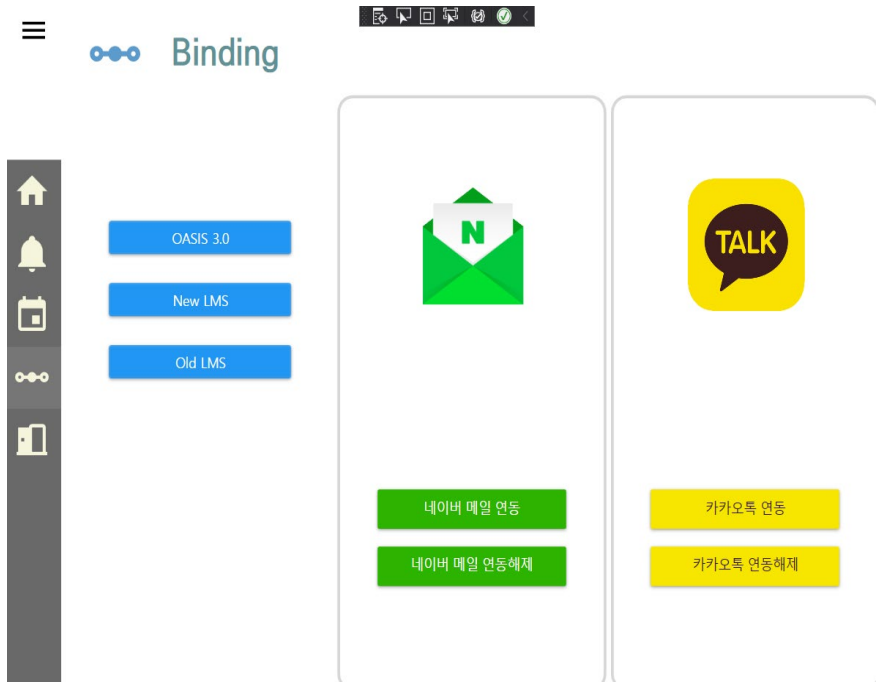 Binding
OASIS 3.0
New LMS
Old LMS
N
네이버 메일 연동
네이버 메일 연동해제
TALK
카카오톡 연동
카카오톡 연동해제